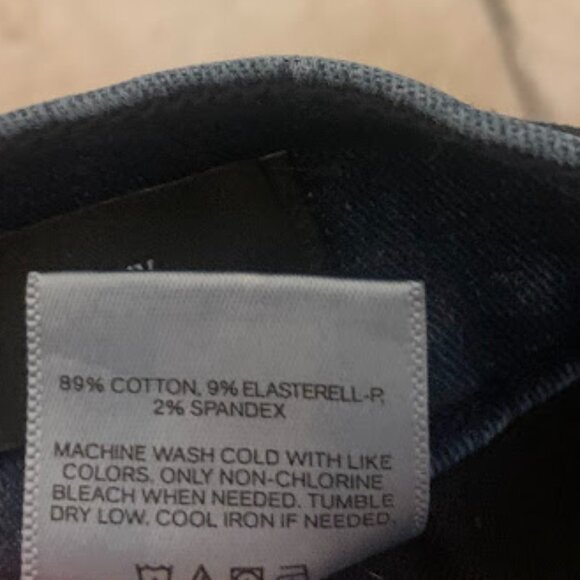 89% COTTON, 9% ELASTERELL-P,
2% SPANDEX
MACHINE WASH COLD WITH LIKE
COLORS. ONLY NON-CHLORINE
BLEACH WHEN NEEDED. TUMBLE
DRY LOW. COOL IRON IF NEEDED.